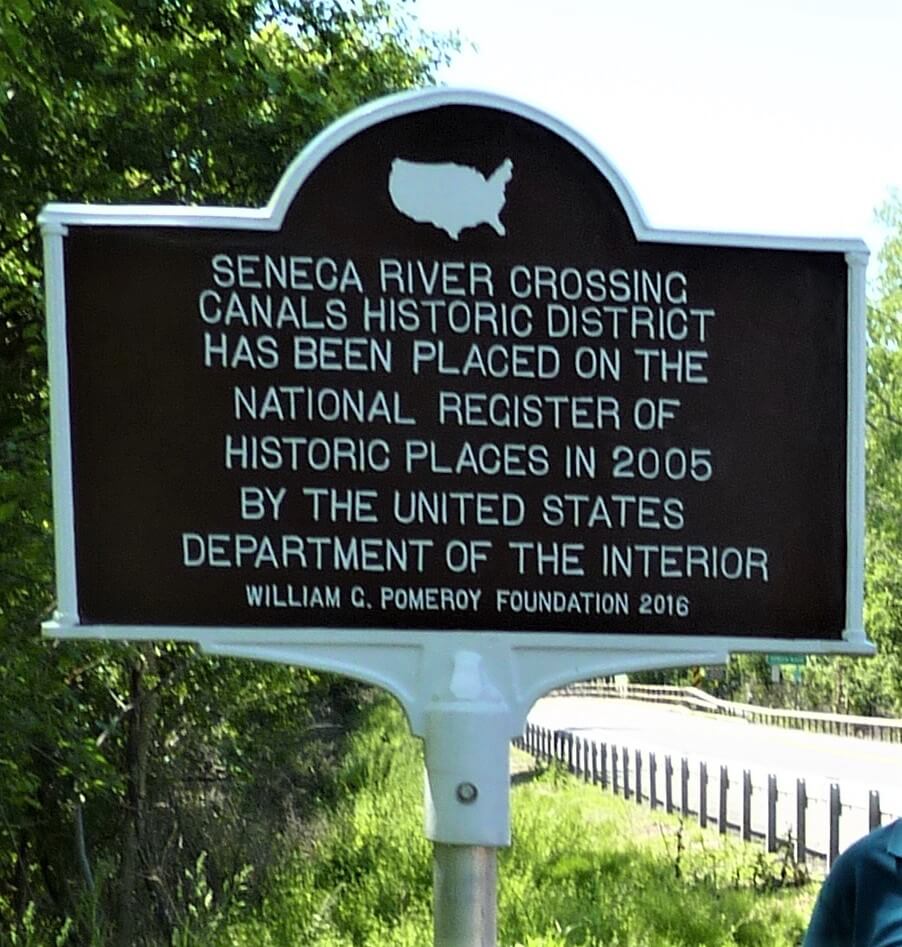 SENECA RIVER CROSSING
CANALS HISTORIC DISTRICT
HAS BEEN PLACED ON THE
NATIONAL REGISTER OF
HISTORIC PLACES IN 2005
BY THE UNITED STATES
DEPARTMENT OF THE INTERIOR
WILLIAM G. POMEROY FOUNDATION 2016